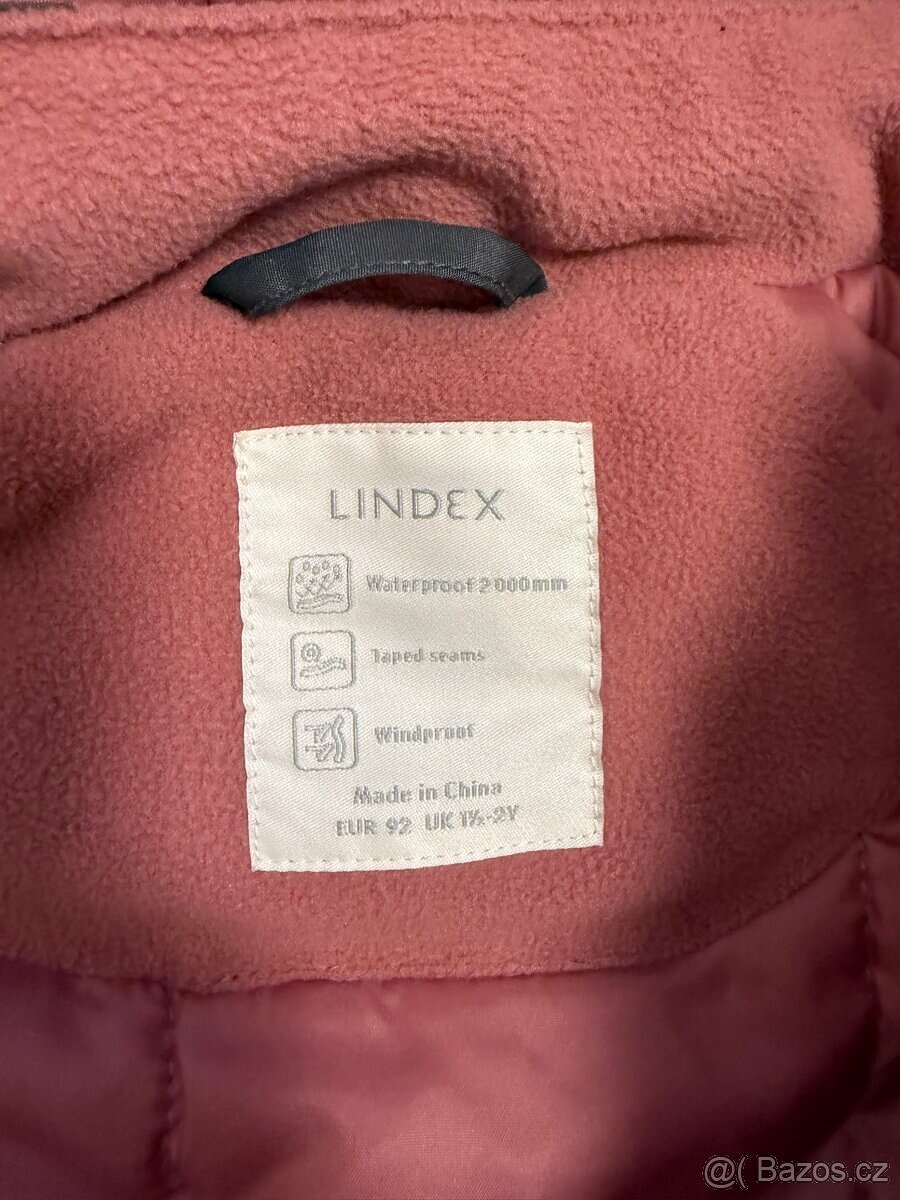 LINDEX
Waterproof 2 000mm
Taped seams
Windproof
Made in China
EUR 92 UK 1½-2Y
@( Bazos.cz